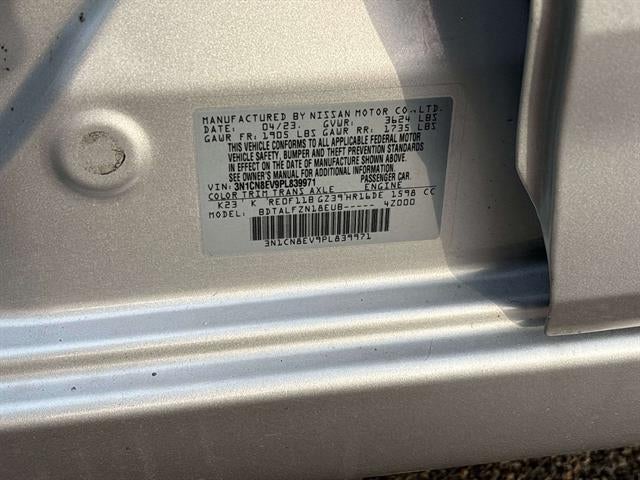 MANUFACTURED BY NISSAN MOTOR CO.,LTD.
DATE: 04/23. GVWR: 3624 LBS
GAWR FR: 1905 LBS GAWR RR: 1735 LBS
THIS VEHICLE CONFORMS TO ALL APPLICABLE FEDERAL MOTOR
VEHICLE SAFETY, BUMPER AND THEFT PREVENTION STANDARDS
IN EFFECT ON THE DATE OF MANUFACTURE SHOWN ABOVE.
SEE OWNER'S MANUAL. PASSENGER CAR.
VIN: 3N1CN8EV9PL839971
COLOR TRIM TRANS AXLE ENGINE
K23 K RE0F11B GZ39 HR16DE 1598 CC
MODEL: BDTALFZN18EUB----- 4Z000
3N1CN8EV9PL839971